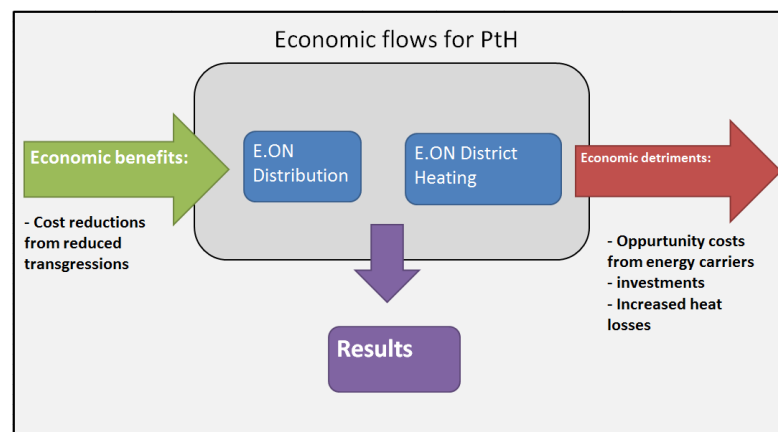 Economic flows for PtH
Economic benefits:
E.ON
Distribution
E.ON District
Heating
Economic detriments:
- Cost reductions
from reduced
transgressions
- Oppurtunity costs
from energy carriers
- investments
- Increased heat
losses
Results